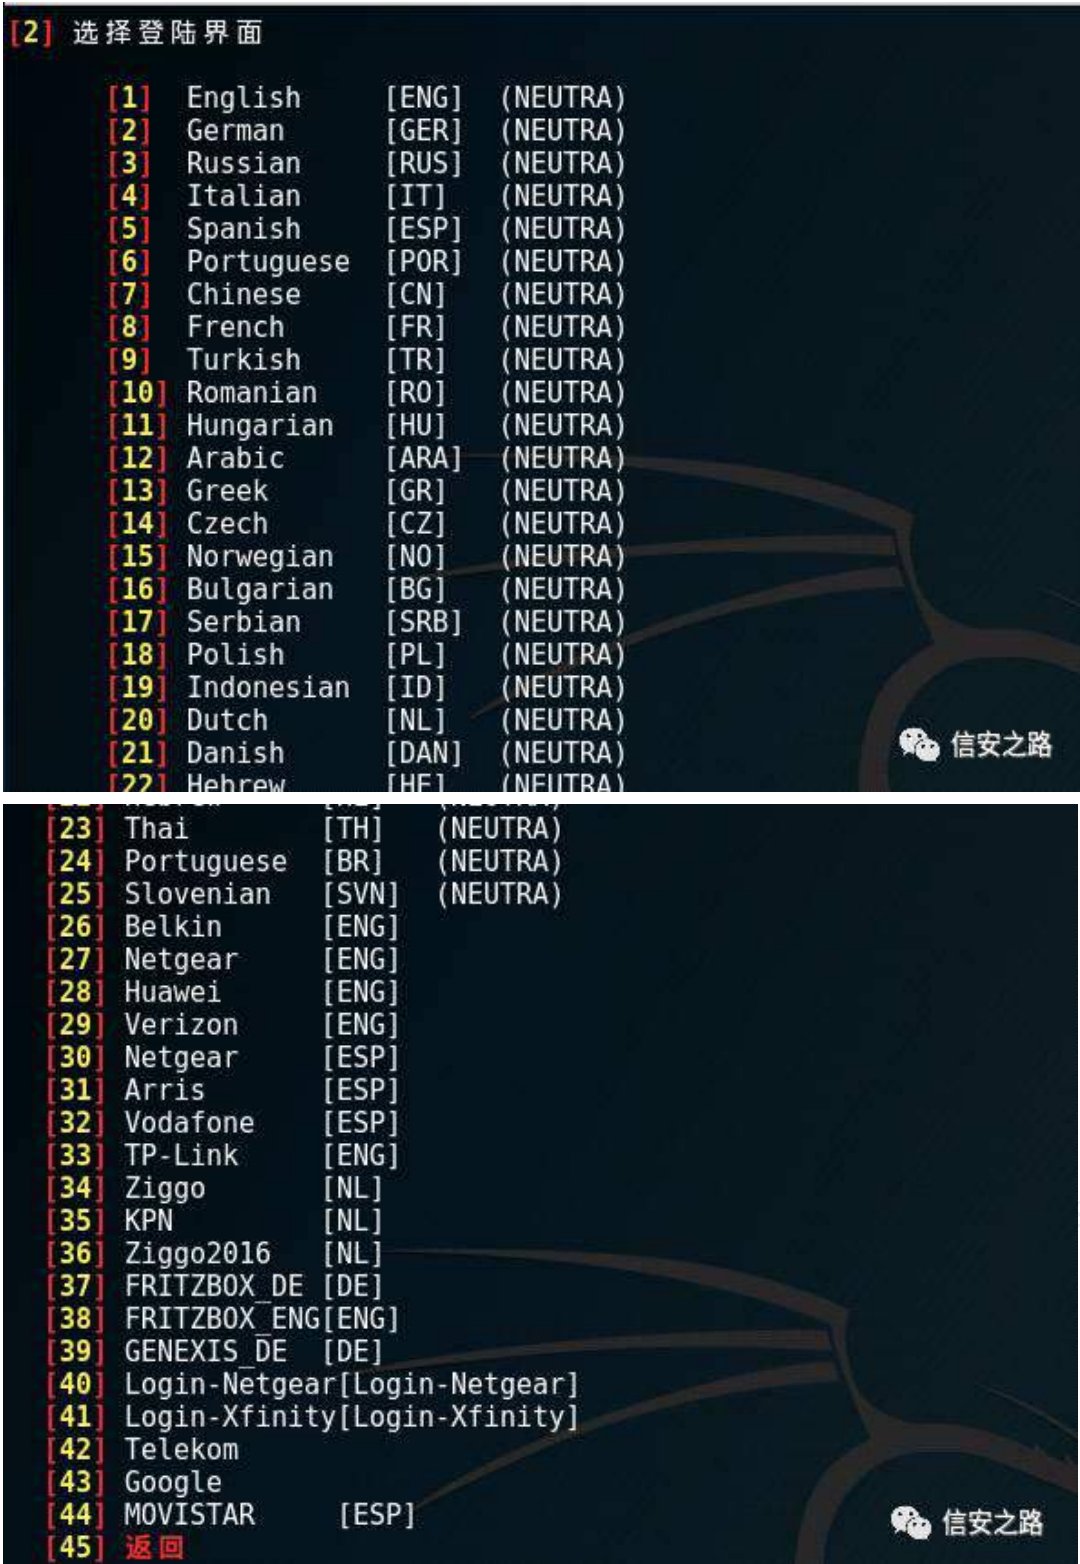 [2] 选择登陆界面
[1] English [ENG] (NEUTRA)
[2] German [GER] (NEUTRA)
[3] Russian [RUS] (NEUTRA)
[4] Italian [IT] (NEUTRA)
[5] Spanish [ESP] (NEUTRA)
[6] Portuguese [POR] (NEUTRA)
[7] Chinese [CN] (NEUTRA)
[8] French [FR] (NEUTRA)
[9] Turkish [TR] (NEUTRA)
[10] Romanian [RO] (NEUTRA)
[11] Hungarian [HU] (NEUTRA)
[12] Arabic [ARA] (NEUTRA)
[13] Greek [GR] (NEUTRA)
[14] Czech [CZ] (NEUTRA)
[15] Norwegian [NO] (NEUTRA)
[16] Bulgarian [BG] (NEUTRA)
[17] Serbian [SRB] (NEUTRA)
[18] Polish [PL] (NEUTRA)
[19] Indonesian [ID] (NEUTRA)
[20] Dutch [NL] (NEUTRA)
[21] Danish [DAN] (NEUTRA)
[22] Hebrew [HE] (NEUTRA)
信安之路
[23] Thai [TH] (NEUTRA)
[24] Portuguese [BR] (NEUTRA)
[25] Slovenian [SVN] (NEUTRA)
[26] Belkin [ENG]
[27] Netgear [ENG]
[28] Huawei [ENG]
[29] Verizon [ENG]
[30] Netgear [ESP]
[31] Arris [ESP]
[32] Vodafone [ESP]
[33] TP-Link [ENG]
[34] Ziggo [NL]
[35] KPN [NL]
[36] Ziggo2016 [NL]
[37] FRITZBOX_DE [DE]
[38] FRITZBOX_ENG[ENG]
[39] GENEXIS_DE [DE]
[40] Login-Netgear[Login-Netgear]
[41] Login-Xfinity[Login-Xfinity]
[42] Telekom
[43] Google
[44] MOVISTAR [ESP]
[45] 返回
信安之路